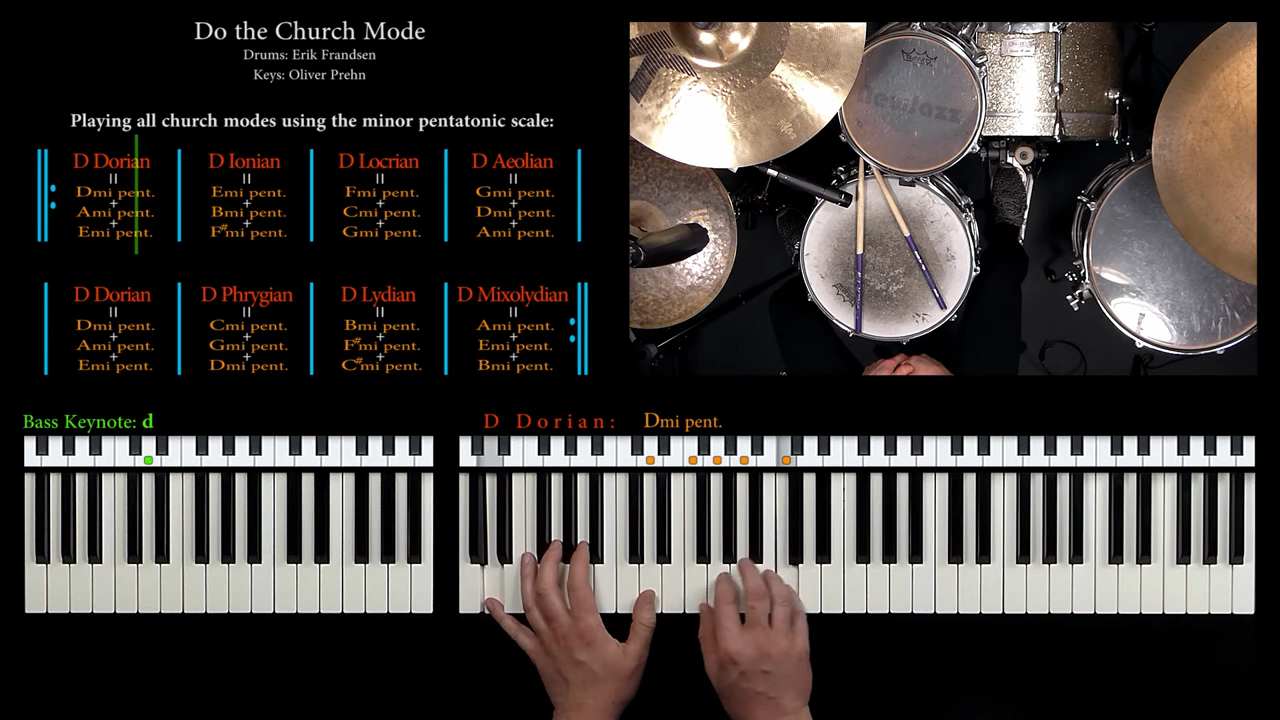 Do the Church Mode
Drums: Erik Frandsen
Keys: Oliver Prehn
Playing all church modes using the minor pentatonic scale:
D Dorian D Ionian D Locrian D Aeolian
= = = =
Dmi pent. Emi pent. Fmi pent. Gmi pent.
+ + + +
Ami pent. Bmi pent. Cmi pent. Dmi pent.
+ + + +
Emi pent. F#mi pent. Gmi pent. Ami pent.
D Dorian D Phrygian D Lydian D Mixolydian
= = = =
Dmi pent. Cmi pent. Bmi pent. Ami pent.
+ + + +
Ami pent. Gmi pent. F#mi pent. Emi pent.
+ + + +
Emi pent. Dmi pent. C#mi pent. Bmi pent.
Bass Keynote: d
D Dorian: Dmi pent.
newjazz
REMO